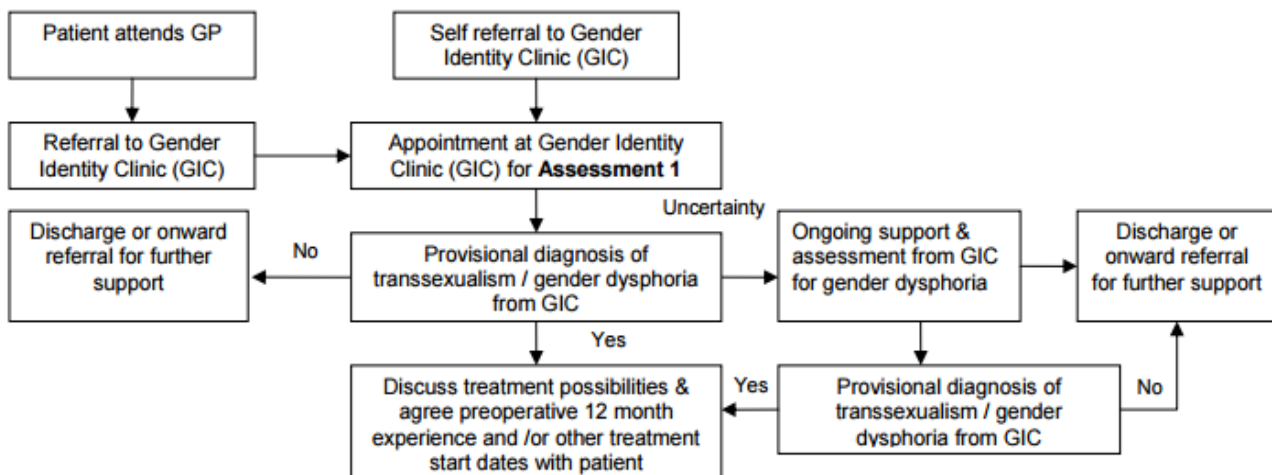 Patient attends GP
Self referral to Gender
Identity Clinic (GIC)
Referral to Gender
Identity Clinic (GIC)
Appointment at Gender Identity
Clinic (GIC) for Assessment 1
Uncertainty
Discharge or onward
referral for further
support
No
Provisional diagnosis of
transsexualism / gender dysphoria
from GIC
Ongoing support &
assessment from GIC
for gender dysphoria
Discharge or
onward referral
for further support
Yes
Discuss treatment possibilities &
agree preoperative 12 month
experience and /or other treatment
start dates with patient
Yes
Provisional diagnosis of
transsexualism / gender
dysphoria from GIC
No